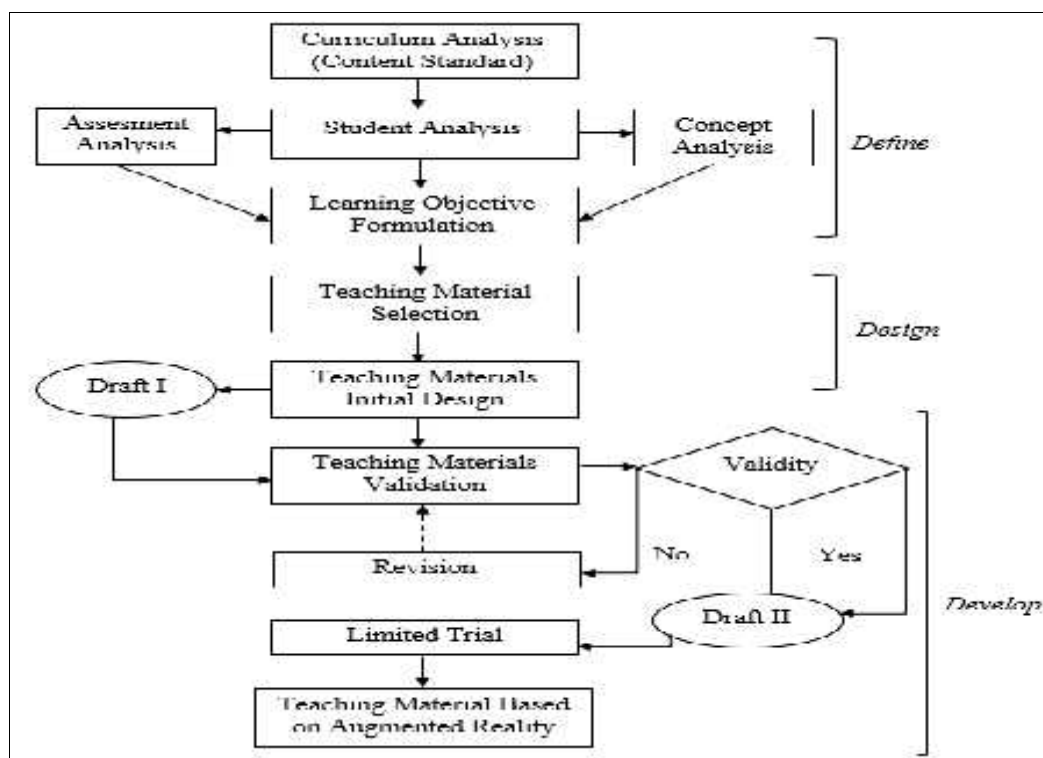 Curriculum Analysis
(Content Standard)
Assesment
Analysis
Student Analysis
Concept
Analysis
Define
Learning Objective
Formulation
Teaching Material
Selection
Design
Draft I
Teaching Materials
Initial Design
Teaching Materials
Validation
Validity
No
Yes
Revision
Draft II
Develop
Limited Trial
Teaching Material Based
on Augmented Reality